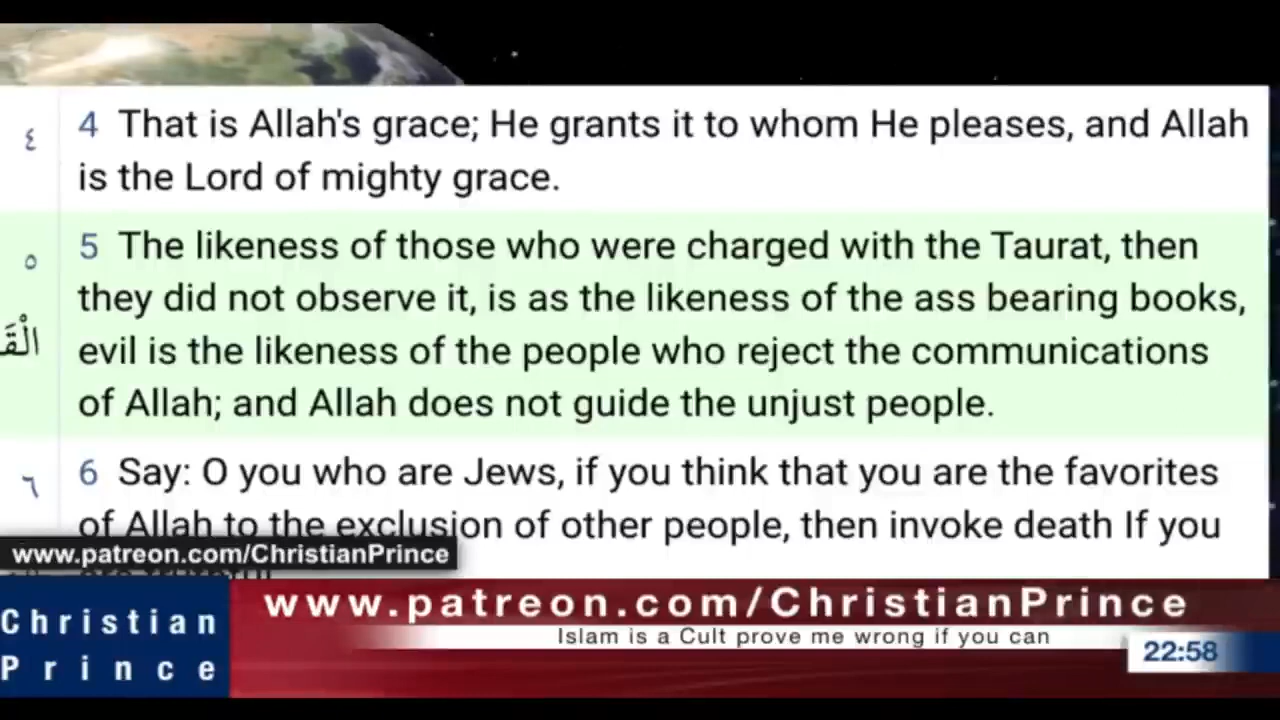 ٤
4 That is Allah's grace; He grants it to whom He pleases, and Allah
is the Lord of mighty grace.
٥
5 The likeness of those who were charged with the Taurat, then
they did not observe it, is as the likeness of the ass bearing books,
evil is the likeness of the people who reject the communications
of Allah; and Allah does not guide the unjust people.
٦
6 Say: O you who are Jews, if you think that you are the favorites
of Allah to the exclusion of other people, then invoke death If you
www.patreon.com/ChristianPrince
Christian
Prince
www.patreon.com/ChristianPrince
Islam is a Cult prove me wrong if you can
22:58